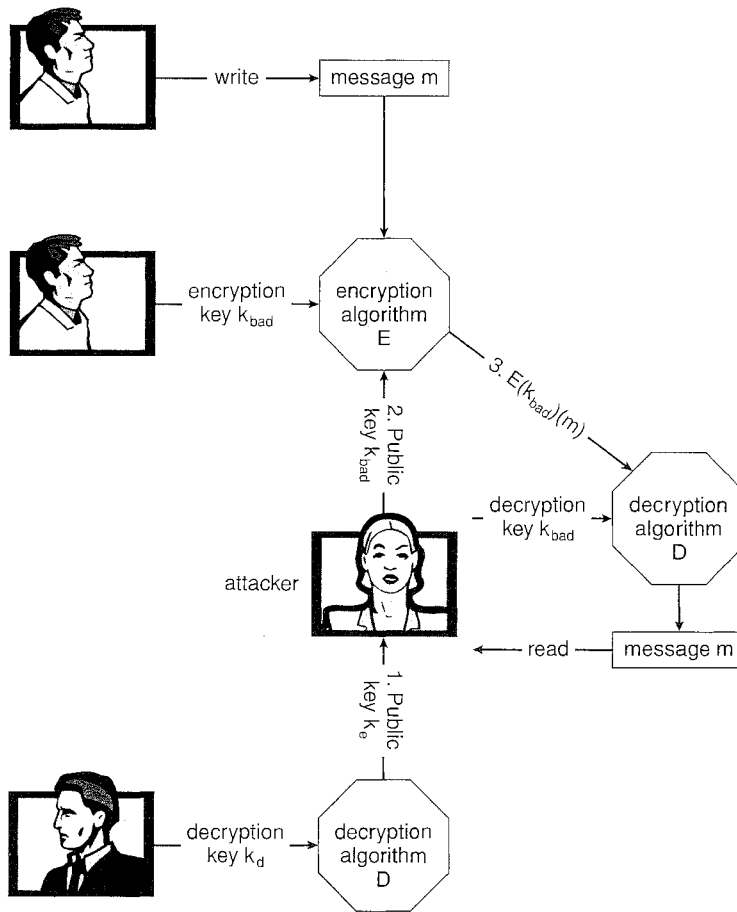 write
message m
encryption
key k_bad
encryption
algorithm
E
3. E(k_bad)(m)
2. Public
key k_bad
decryption
key k_bad
decryption
algorithm
D
attacker
read
message m
1. Public
key k_e
decryption
key k_d
decryption
algorithm
D